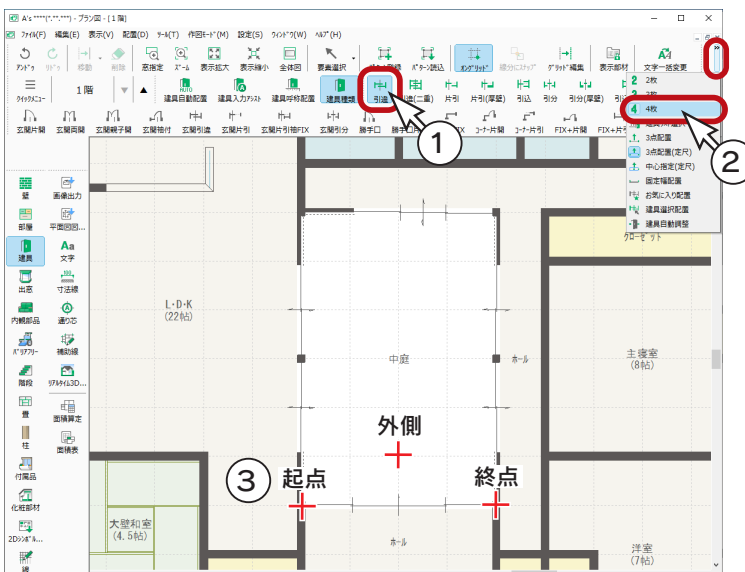 A's ****(*.**.***) - プラン図 - [1 階]
ファイル(F) 編集(E) 表示(V) 配置(D) ツール(T) 作図モード(M) 設定(S) ウィンドウ(W) ヘルプ(H)
アンドゥ リドゥ 移動 削除 窓指定 ズーム 表示拡大 表示縮小 全体図 要素選択 パターン読込 オングリッド 線分にスナップ グリッド編集 表示部材 文字一括変更
クイックメニュー 1 階 建具自動配置 建具入力アシスト 建具呼称配置 建具種類 引違 引違(二重) 片引 片引(厚壁) 引込 引分 引分(厚壁)
玄関片開 玄関両開 玄関親子開 玄関袖付 玄関引違 玄関片引 玄関片引袖FIX 玄関引分 勝手口 コーナー片開 コーナー片引 FIX+片開
2 2枚
4 4枚
3点配置
3点配置(定尺)
中心指定(定尺)
固定幅配置
お気に入り配置
建具選択配置
建具自動調整
1
2
壁 画像出力
部屋 平面図図...
建具 Aa 文字
出窓 寸法線
内観部品 通り芯
バリアフリー 補助線
階段 リアルタイム3D...
畳 面積算定
柱 面積表
付属品
化粧部材
2Dシンボル...
線
クローゼット
L・D・K
(22帖)
中庭
ホール
主寝室
(8帖)
外側
3 起点 終点
大壁和室
(4.5帖)
ホール
洋室
(7帖)